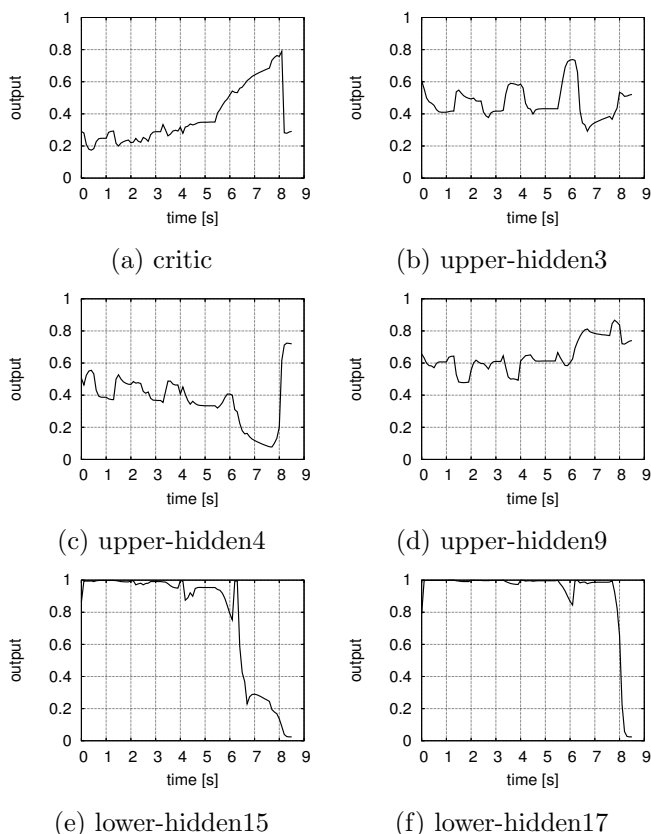 output
1
0.8
0.6
0.4
0.2
0
0 1 2 3 4 5 6 7 8 9
time [s]
(a) critic
output
1
0.8
0.6
0.4
0.2
0
0 1 2 3 4 5 6 7 8 9
time [s]
(b) upper-hidden3
output
1
0.8
0.6
0.4
0.2
0
0 1 2 3 4 5 6 7 8 9
time [s]
(c) upper-hidden4
output
1
0.8
0.6
0.4
0.2
0
0 1 2 3 4 5 6 7 8 9
time [s]
(d) upper-hidden9
output
1
0.8
0.6
0.4
0.2
0
0 1 2 3 4 5 6 7 8 9
time [s]
(e) lower-hidden15
output
1
0.8
0.6
0.4
0.2
0
0 1 2 3 4 5 6 7 8 9
time [s]
(f) lower-hidden17